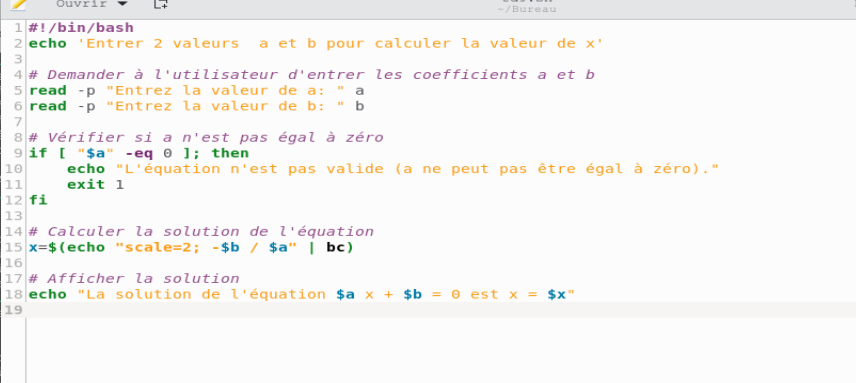 Ouvrir
~/Bureau
1 #!/bin/bash
2 echo 'Entrer 2 valeurs  a et b pour calculer la valeur de x'
3
4 # Demander à l'utilisateur d'entrer les coefficients a et b
5 read -p "Entrez la valeur de a: " a
6 read -p "Entrez la valeur de b: " b
7
8 # Vérifier si a n'est pas égal à zéro
9 if [ "$a" -eq 0 ]; then
10     echo "L'équation n'est pas valide (a ne peut pas être égal à zéro)."
11     exit 1
12 fi
13
14 # Calculer la solution de l'équation
15 x=$(echo "scale=2; -$b / $a" | bc)
16
17 # Afficher la solution
18 echo "La solution de l'équation $a x + $b = 0 est x = $x"
19